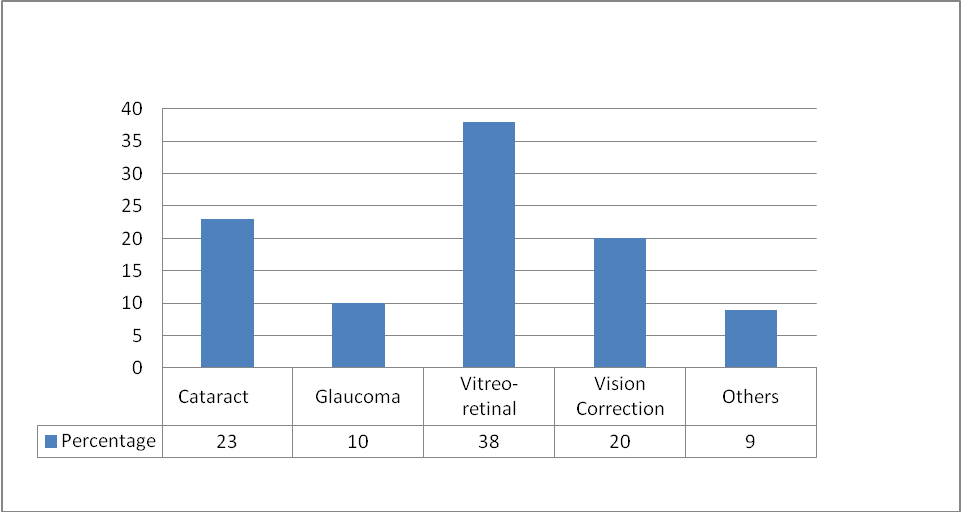 40
35
30
25
20
15
10
5
0
Cataract
Glaucoma
Vitreo-
retinal
Vision
Correction
Others
Percentage 23 10 38 20 9